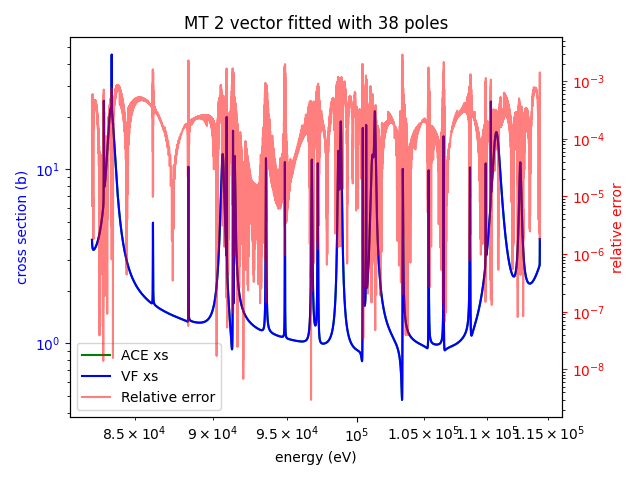 MT 2 vector fitted with 38 poles
cross section (b)
10¹
10⁰
ACE xs
VF xs
Relative error
8.5 × 10⁴ 9 × 10⁴ 9.5 × 10⁴ 10⁵ 1.05 × 10⁵ 1.1 × 10⁵ 1.15 × 10⁵
energy (eV)
10⁻³
10⁻⁴
10⁻⁵
10⁻⁶
10⁻⁷
10⁻⁸
relative error